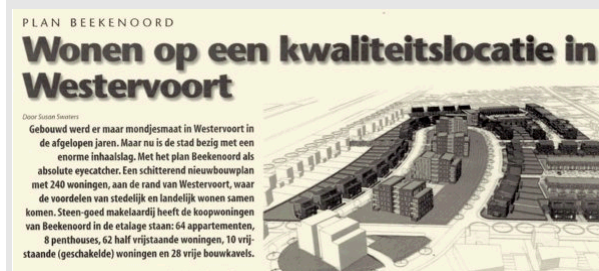 PLAN BEEKENOORD
Wonen op een kwaliteitslocatie in
Westervoort
Door Susan Swaters
Gebouwd werd er maar mondjesmaat in Westervoort in
de afgelopen jaren. Maar nu is de stad bezig met een
enorme inhaalslag. Met het plan Beekenoord als
absolute eyecatcher. Een schitterend nieuwbouwplan
met 240 woningen, aan de rand van Westervoort, waar
de voordelen van stedelijk en landelijk wonen samen
komen. Steen-goed makelaardij heeft de koopwoningen
van Beekenoord in de etalage staan: 64 appartementen,
8 penthouses, 62 half vrijstaande woningen, 10 vrij-
staande (geschakelde) woningen en 28 vrije bouwkavels.